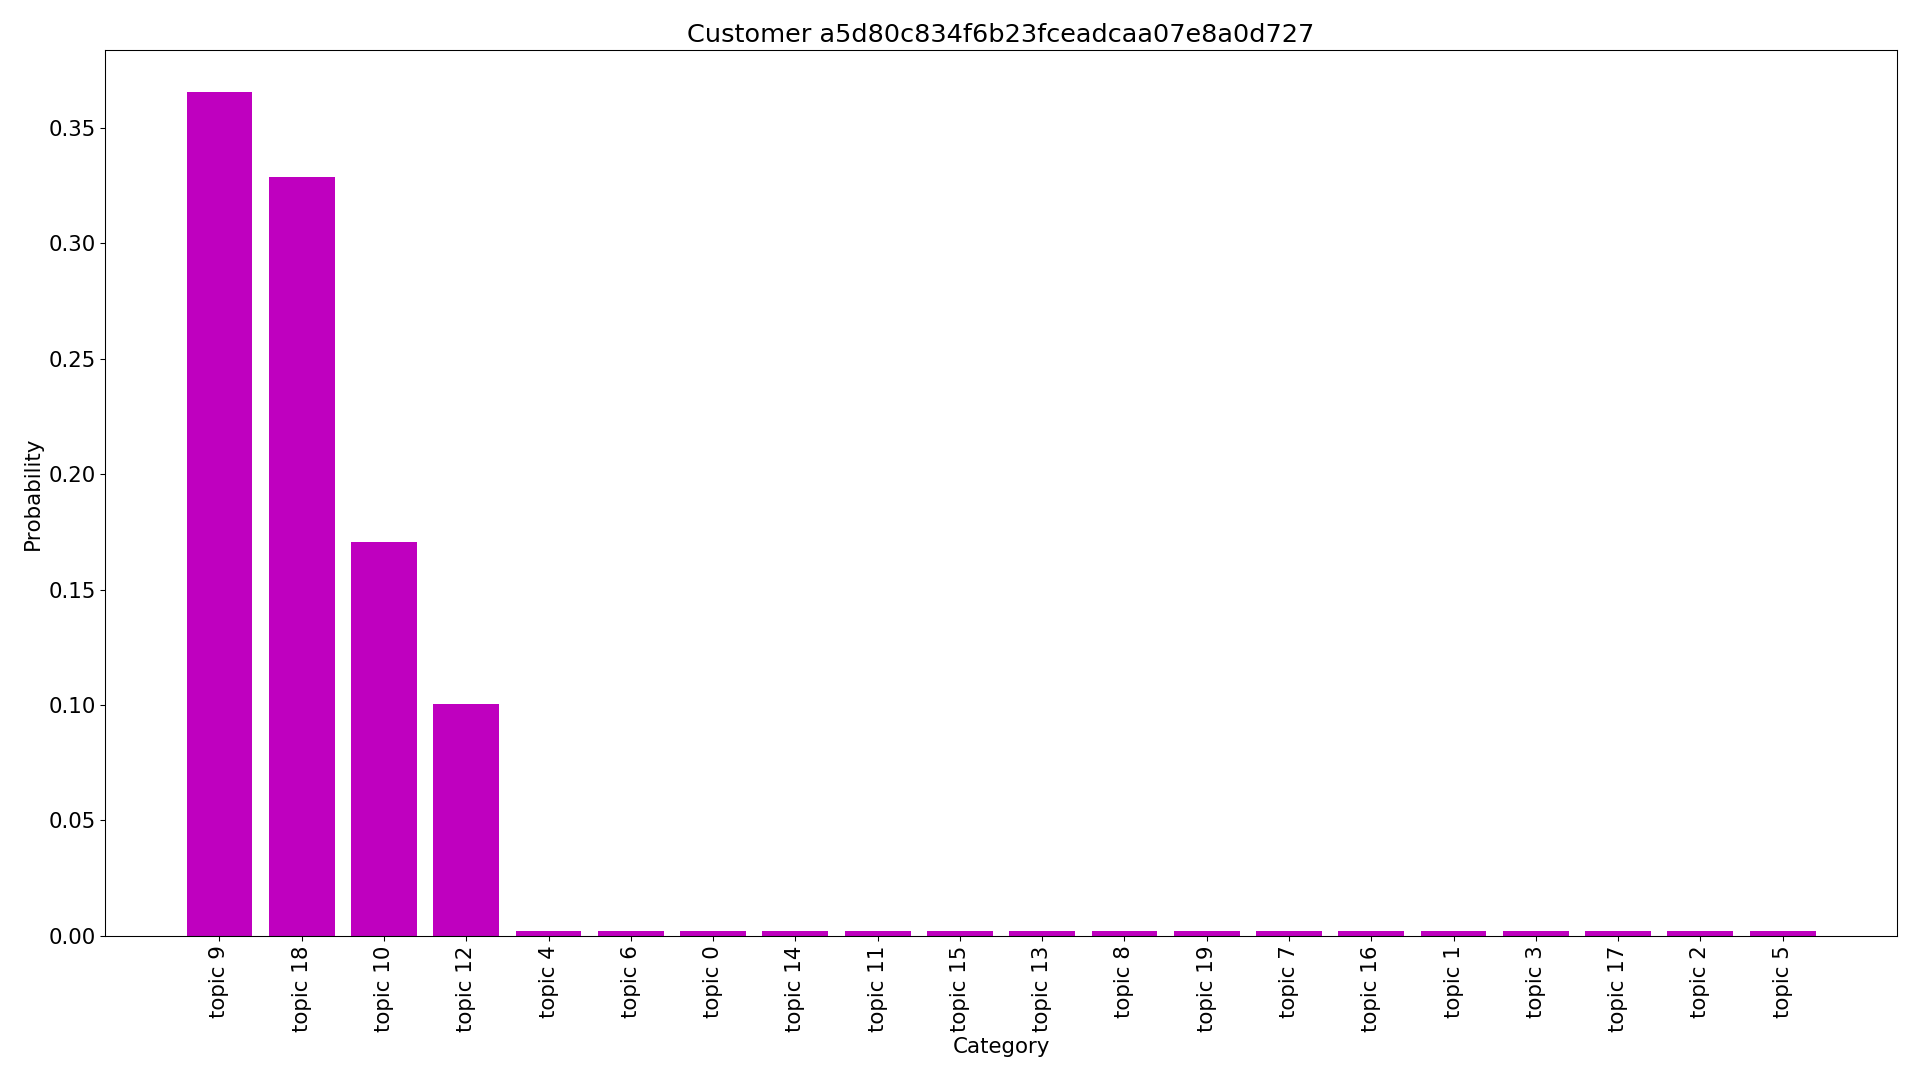 Customer a5d80c834f6b23fceadcaa07e8a0d727
Probability
0.35
0.30
0.25
0.20
0.15
0.10
0.05
0.00
topic 9
topic 18
topic 10
topic 12
topic 4
topic 6
topic 0
topic 14
topic 11
topic 15
topic 13
topic 8
topic 19
topic 7
topic 16
topic 1
topic 3
topic 17
topic 2
topic 5
Category